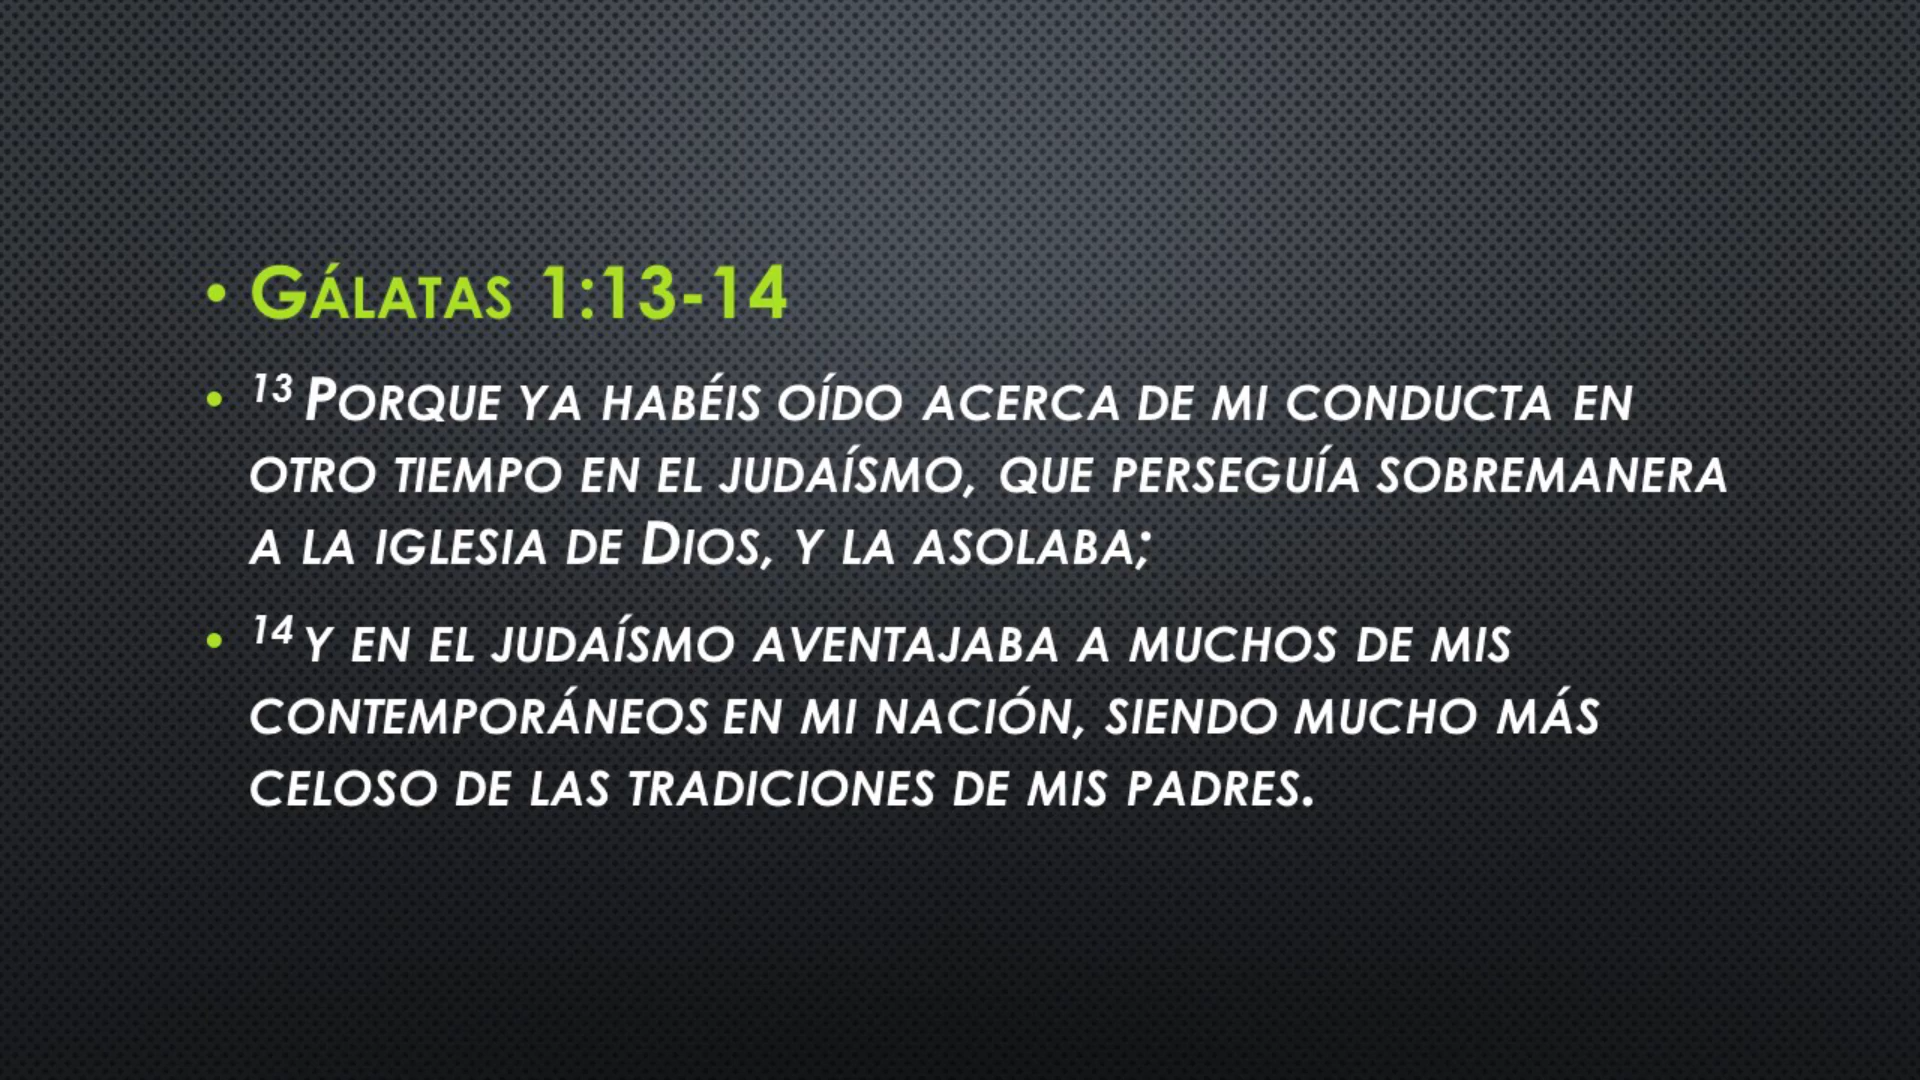 • Gálatas 1:13-14
• 13 Porque ya habéis oído acerca de mi conducta en
otro tiempo en el judaísmo, que perseguía sobremanera
a la iglesia de Dios, y la asolaba;
• 14 y en el judaísmo aventajaba a muchos de mis
contemporáneos en mi nación, siendo mucho más
celoso de las tradiciones de mis padres.